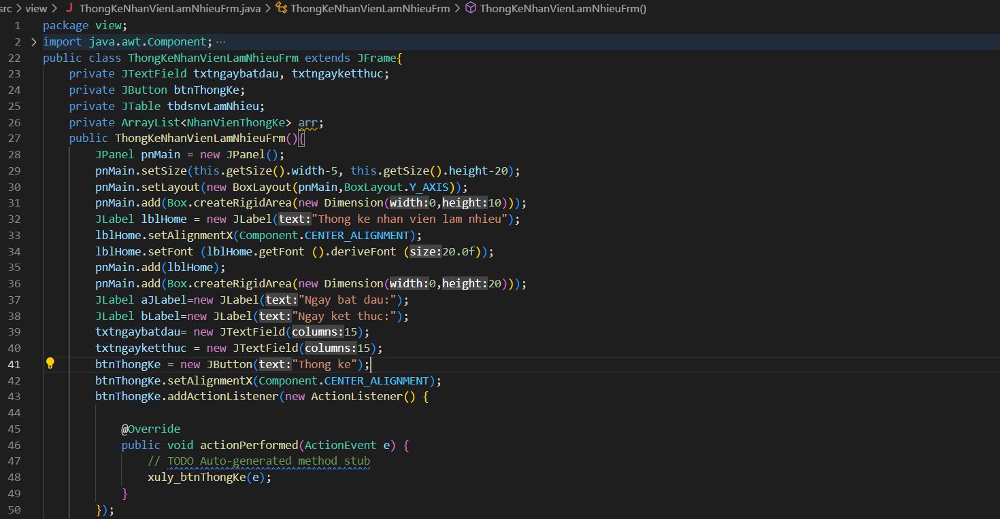 src > view > J ThongKeNhanVienLamNhieuFrm.java > ThongKeNhanVienLamNhieuFrm > ThongKeNhanVienLamNhieuFrm()
1 package view;
2 > import java.awt.Component; ···
22 public class ThongKeNhanVienLamNhieuFrm extends JFrame{
23 private JTextField txtngaybatdau, txtngayketthuc;
24 private JButton btnThongKe;
25 private JTable tbdsnvLamNhieu;
26 private ArrayList<NhanVienThongKe> arr;
27 public ThongKeNhanVienLamNhieuFrm(){
28 JPanel pnMain = new JPanel();
29 pnMain.setSize(this.getSize().width-5, this.getSize().height-20);
30 pnMain.setLayout(new BoxLayout(pnMain,BoxLayout.Y_AXIS));
31 pnMain.add(Box.createRigidArea(new Dimension(width:0,height:10)));
32 JLabel lblHome = new JLabel(text:"Thong ke nhan vien lam nhieu");
33 lblHome.setAlignmentX(Component.CENTER_ALIGNMENT);
34 lblHome.setFont (lblHome.getFont ().deriveFont (size:20.0f));
35 pnMain.add(lblHome);
36 pnMain.add(Box.createRigidArea(new Dimension(width:0,height:20)));
37 JLabel aJLabel=new JLabel(text:"Ngay bat dau:");
38 JLabel bLabel=new JLabel(text:"Ngay ket thuc:");
39 txtngaybatdau= new JTextField(columns:15);
40 txtngayketthuc = new JTextField(columns:15);
41 btnThongKe = new JButton(text:"Thong ke");
42 btnThongKe.setAlignmentX(Component.CENTER_ALIGNMENT);
43 btnThongKe.addActionListener(new ActionListener() {
44
45 @Override
46 public void actionPerformed(ActionEvent e) {
47 // TODO Auto-generated method stub
48 xuly_btnThongKe(e);
49 }
50 });